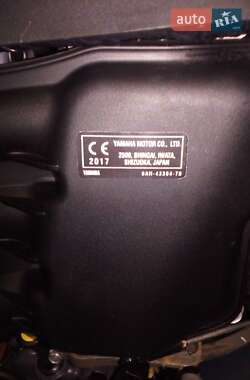 auto RIA
CE
2017
YAMAHA MOTOR CO., LTD.
2500, SHINGAI, IWATA,
SHIZUOKA, JAPAN
YAMAHA